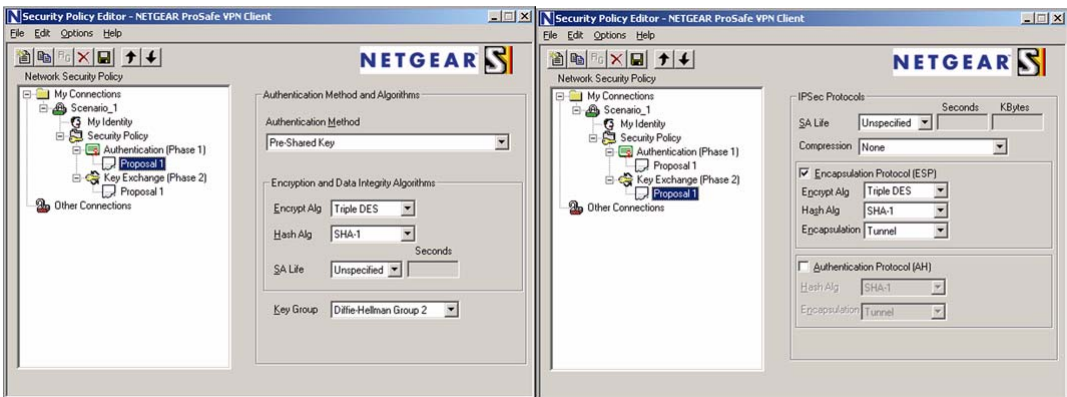 Security Policy Editor - NETGEAR ProSafe VPN Client
File Edit Options Help
NETGEAR
Network Security Policy
My Connections
Scenario_1
My Identity
Security Policy
Authentication (Phase 1)
Proposal 1
Key Exchange (Phase 2)
Proposal 1
Other Connections
Authentication Method and Algorithms
Authentication Method
Pre-Shared Key
Encryption and Data Integrity Algorithms
Encrypt Alg Triple DES
Hash Alg SHA-1
Seconds
SA Life Unspecified
Key Group Diffie-Hellman Group 2
Security Policy Editor - NETGEAR ProSafe VPN Client
File Edit Options Help
NETGEAR
Network Security Policy
My Connections
Scenario_1
My Identity
Security Policy
Authentication (Phase 1)
Proposal 1
Key Exchange (Phase 2)
Proposal 1
Other Connections
IPSec Protocols
Seconds KBytes
SA Life Unspecified
Compression None
Encapsulation Protocol (ESP)
Encrypt Alg Triple DES
Hash Alg SHA-1
Encapsulation Tunnel
Authentication Protocol (AH)
Hash Alg SHA-1
Encapsulation Tunnel